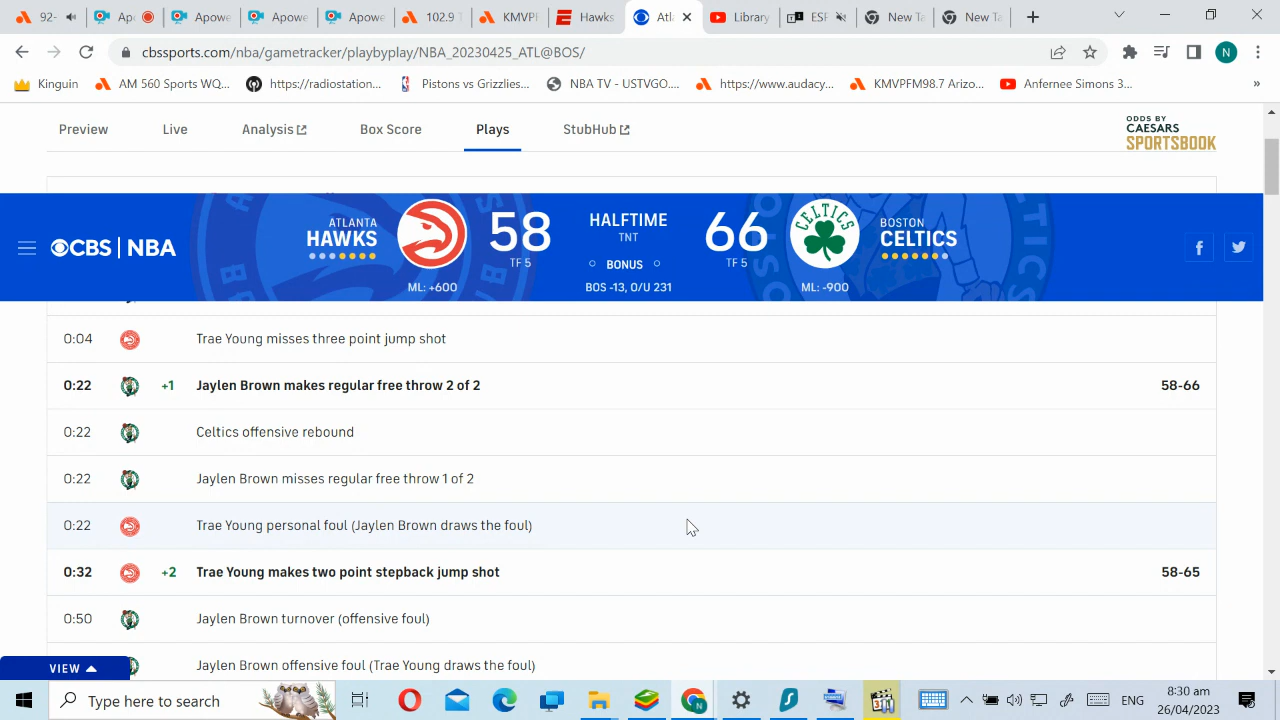 92-
Ap
Apowe
Apowe
Apowe
102.9 T
KMVP
Hawks
Atl
Library
ESP
New Ta
New Ta
cbssports.com/nba/gametracker/playbyplay/NBA_20230425_ATL@BOS/
N
Kinguin
AM 560 Sports WQ...
https://radiostation...
Pistons vs Grizzlies...
NBA TV - USTVGO....
https://www.audacy...
KMVPFM98.7 Arizo...
Anfernee Simons 3...
»
Preview
Live
Analysis
Box Score
Plays
StubHub
ODDS BY
CAESARS
SPORTSBOOK
CBS | NBA
ATLANTA
HAWKS
58
TF 5
ML: +600
HALFTIME
TNT
BONUS
BOS -13, O/U 231
66
TF 5
CELTICS
ML: -900
BOSTON
CELTICS
0:04 Trae Young misses three point jump shot
0:22 +1 Jaylen Brown makes regular free throw 2 of 2 58-66
0:22 Celtics offensive rebound
0:22 Jaylen Brown misses regular free throw 1 of 2
0:22 Trae Young personal foul (Jaylen Brown draws the foul)
0:32 +2 Trae Young makes two point stepback jump shot 58-65
0:50 Jaylen Brown turnover (offensive foul)
Jaylen Brown offensive foul (Trae Young draws the foul)
VIEW
Type here to search
ENG
8:30 am
26/04/2023